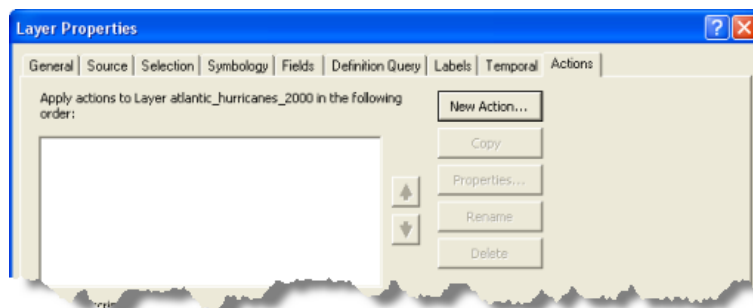 Layer Properties
General Source Selection Symbology Fields Definition Query Labels Temporal Actions
Apply actions to Layer atlantic_hurricanes_2000 in the following
order:
New Action...
Copy
Properties...
Rename
Delete